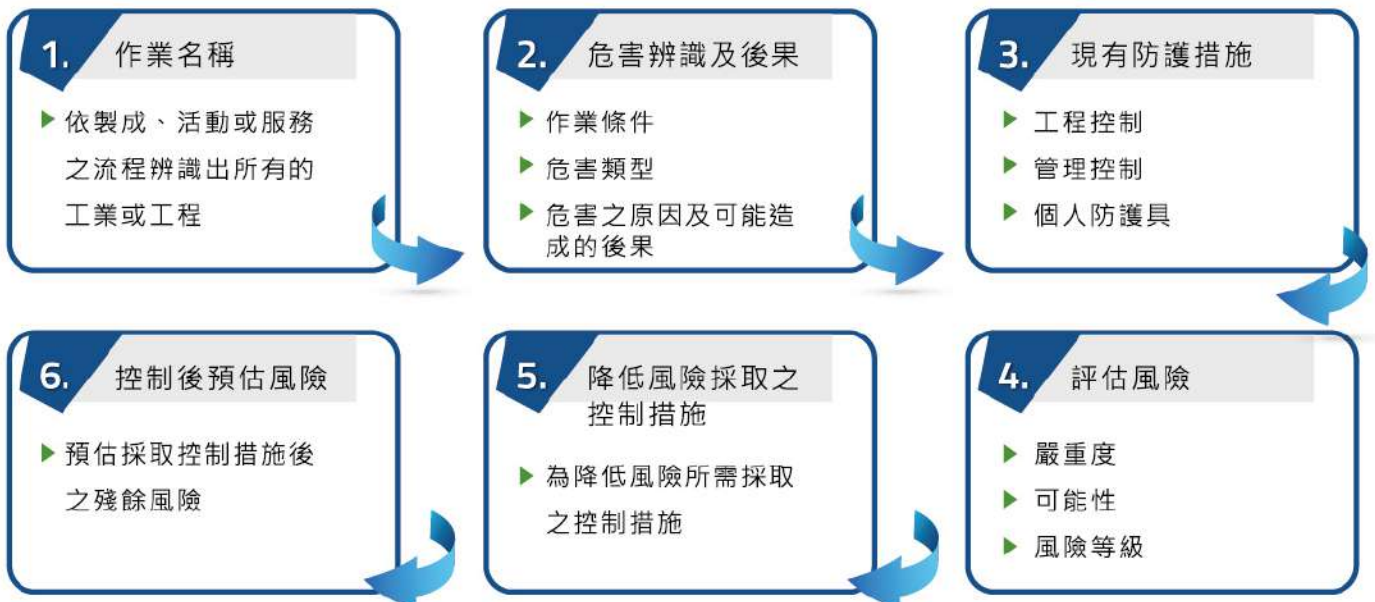 1. 作業名稱
依製成、活動或服務
之流程辨識出所有的
工業或工程
2. 危害辨識及後果
作業條件
危害類型
危害之原因及可能造
成的後果
3. 現有防護措施
工程控制
管理控制
個人防護具
4. 評估風險
嚴重度
可能性
風險等級
5. 降低風險採取之
控制措施
為降低風險所需採取
之控制措施
6. 控制後預估風險
預估採取控制措施後
之殘餘風險